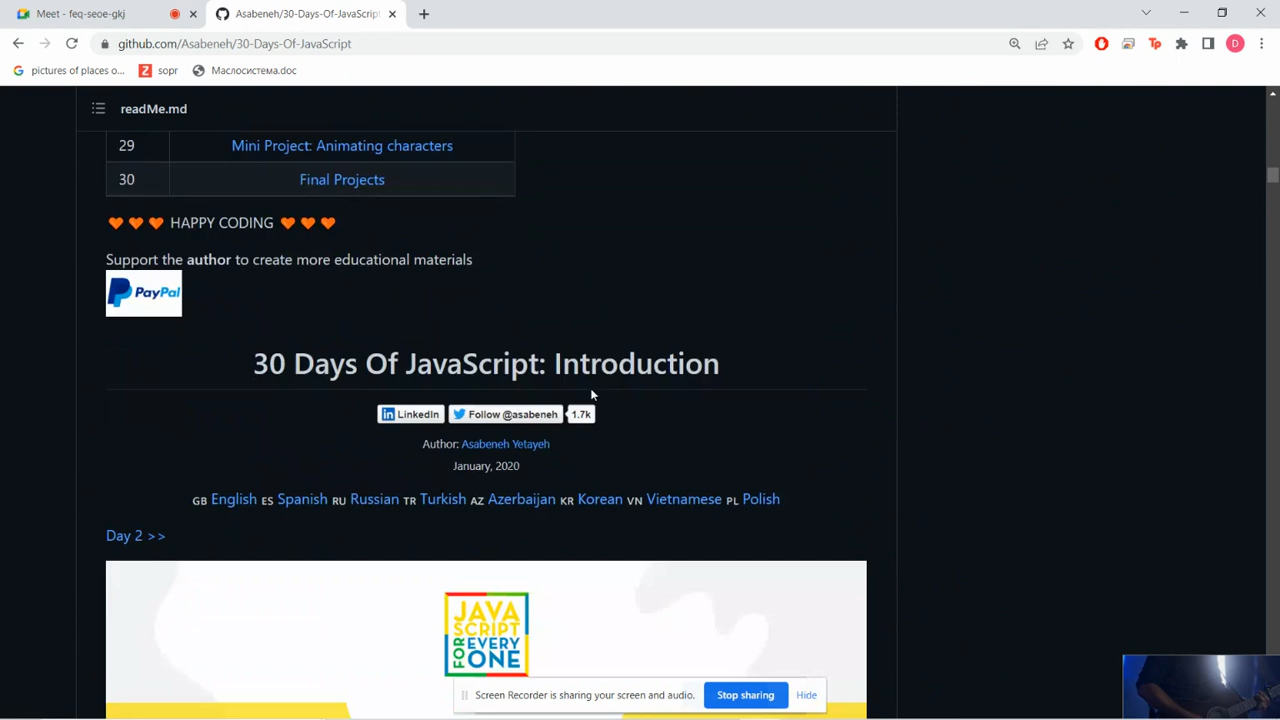 Meet - feq-seoe-gkj
Asabeneh/30-Days-Of-JavaScript
github.com/Asabeneh/30-Days-Of-JavaScript
D
pictures of places o...
Z sopr
Маслосистема.doc
readMe.md
29 Mini Project: Animating characters
30 Final Projects
HAPPY CODING
Support the author to create more educational materials
PayPal
30 Days Of JavaScript: Introduction
LinkedIn Follow @asabeneh 1.7k
Author: Asabeneh Yetayeh
January, 2020
GB English ES Spanish RU Russian TR Turkish AZ Azerbaijan KR Korean VN Vietnamese PL Polish
Day 2 >>
JAVA
SCRIPT
FOR EVERY
ONE
Screen Recorder is sharing your screen and audio. Stop sharing Hide